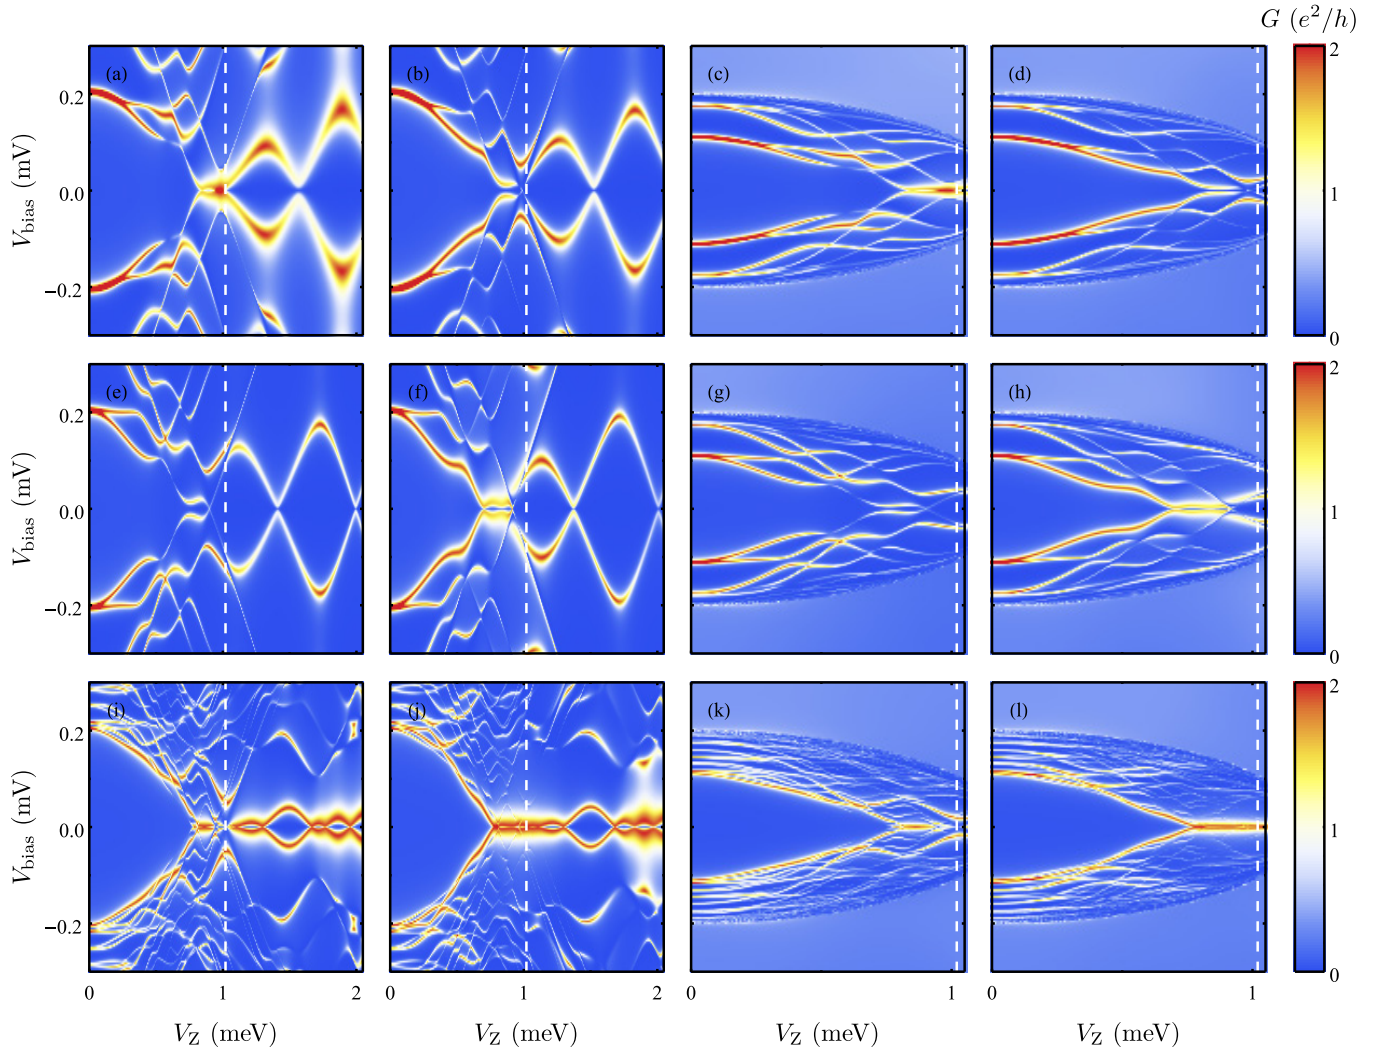 G (e²/h)
(a) (b) (c) (d)
V_bias (mV) 0.2 0.0 −0.2
2 1 0
(e) (f) (g) (h)
V_bias (mV) 0.2 0.0 −0.2
2 1 0
(i) (j) (k) (l)
V_bias (mV) 0.2 0.0 −0.2
2 1 0
0 1 2 0 1 2 0 1 0 1
V_Z (meV) V_Z (meV) V_Z (meV) V_Z (meV)